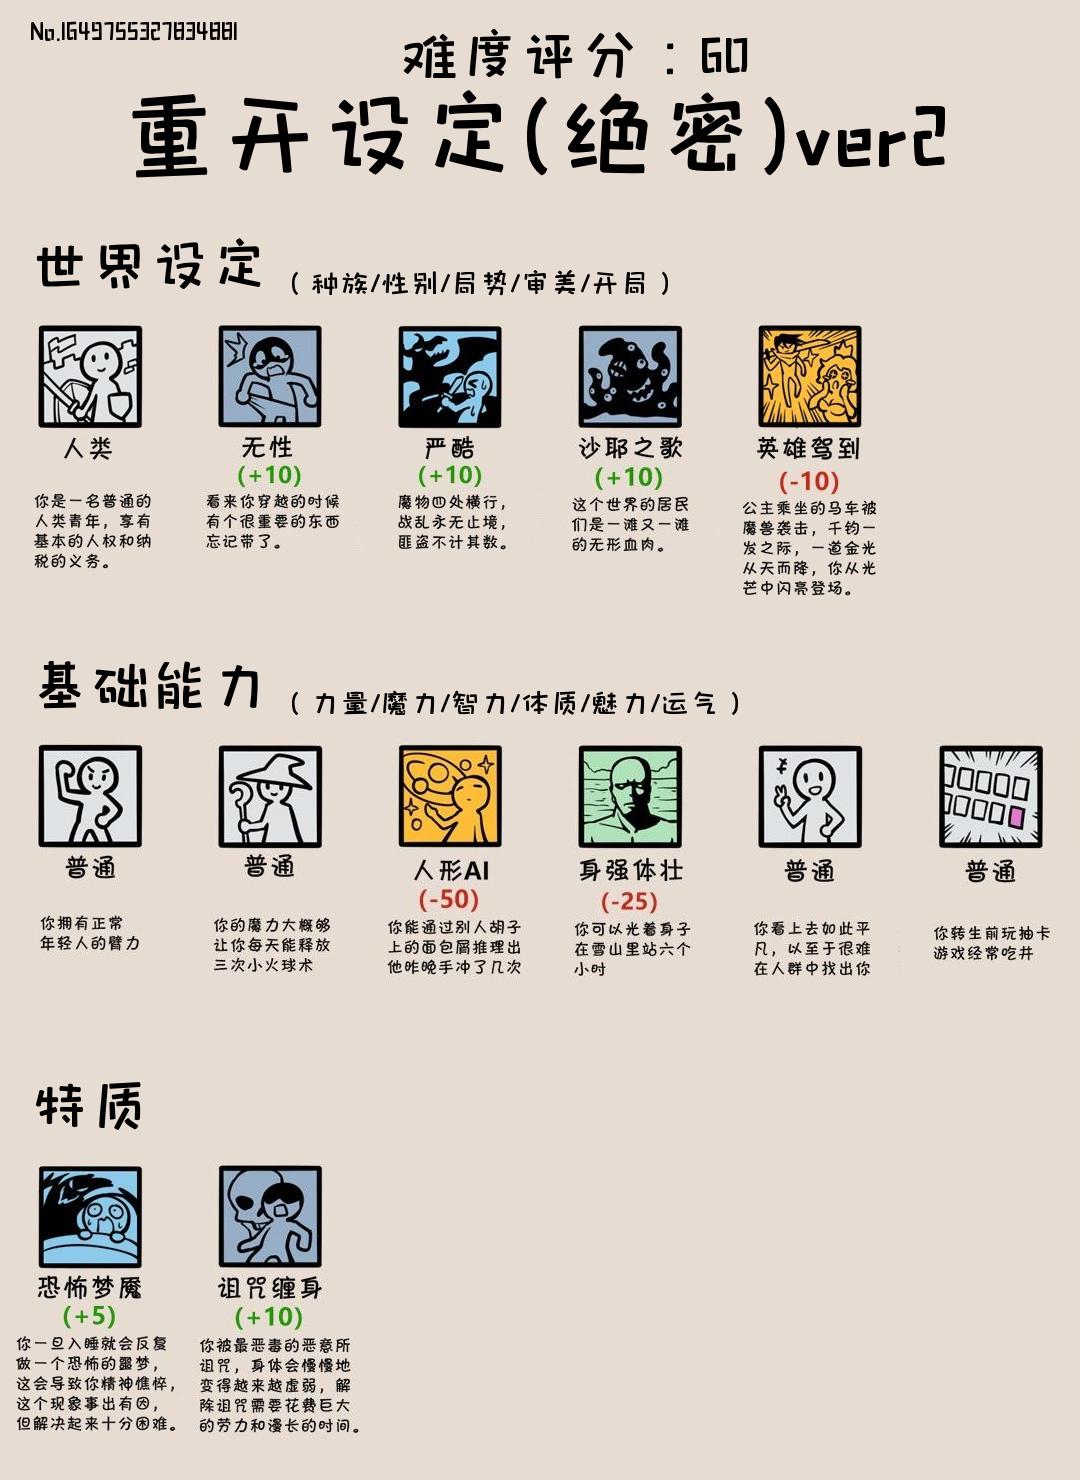 No.1649755327834881
难度评分：60
重开设定(绝密)ver2
世界设定（种族/性别/局势/审美/开局）
人类
你是一名普通的
人类青年，享有
基本的人权和纳
税的义务。
无性
(+10)
看来你穿越的时候
有个很重要的东西
忘记带了。
严酷
(+10)
魔物四处横行，
战乱永无止境，
匪盗不计其数。
沙耶之歌
(+10)
这个世界的居民
们是一滩又一滩
的无形血肉。
英雄驾到
(-10)
公主乘坐的马车被
魔兽袭击，千钧一
发之际，一道金光
从天而降，你从光
芒中闪亮登场。
基础能力（力量/魔力/智力/体质/魅力/运气）
普通
你拥有正常
年轻人的臂力
普通
你的魔力大概够
让你每天能释放
三次小火球术
人形AI
(-50)
你能通过别人胡子
上的面包屑推理出
他昨晚手冲了几次
身强体壮
(-25)
你可以光着身子
在雪山里站六个
小时
普通
你看上去如此平
凡，以至于很难
在人群中找出你
普通
你转生前玩抽卡
游戏经常吃井
特质
恐怖梦魇
(+5)
你一旦入睡就会反复
做一个恐怖的噩梦，
这会导致你精神憔悴，
这个现象事出有因，
但解决起来十分困难。
诅咒缠身
(+10)
你被最恶毒的恶意所
诅咒，身体会慢慢地
变得越来越虚弱，解
除诅咒需要花费巨大
的劳力和漫长的时间。